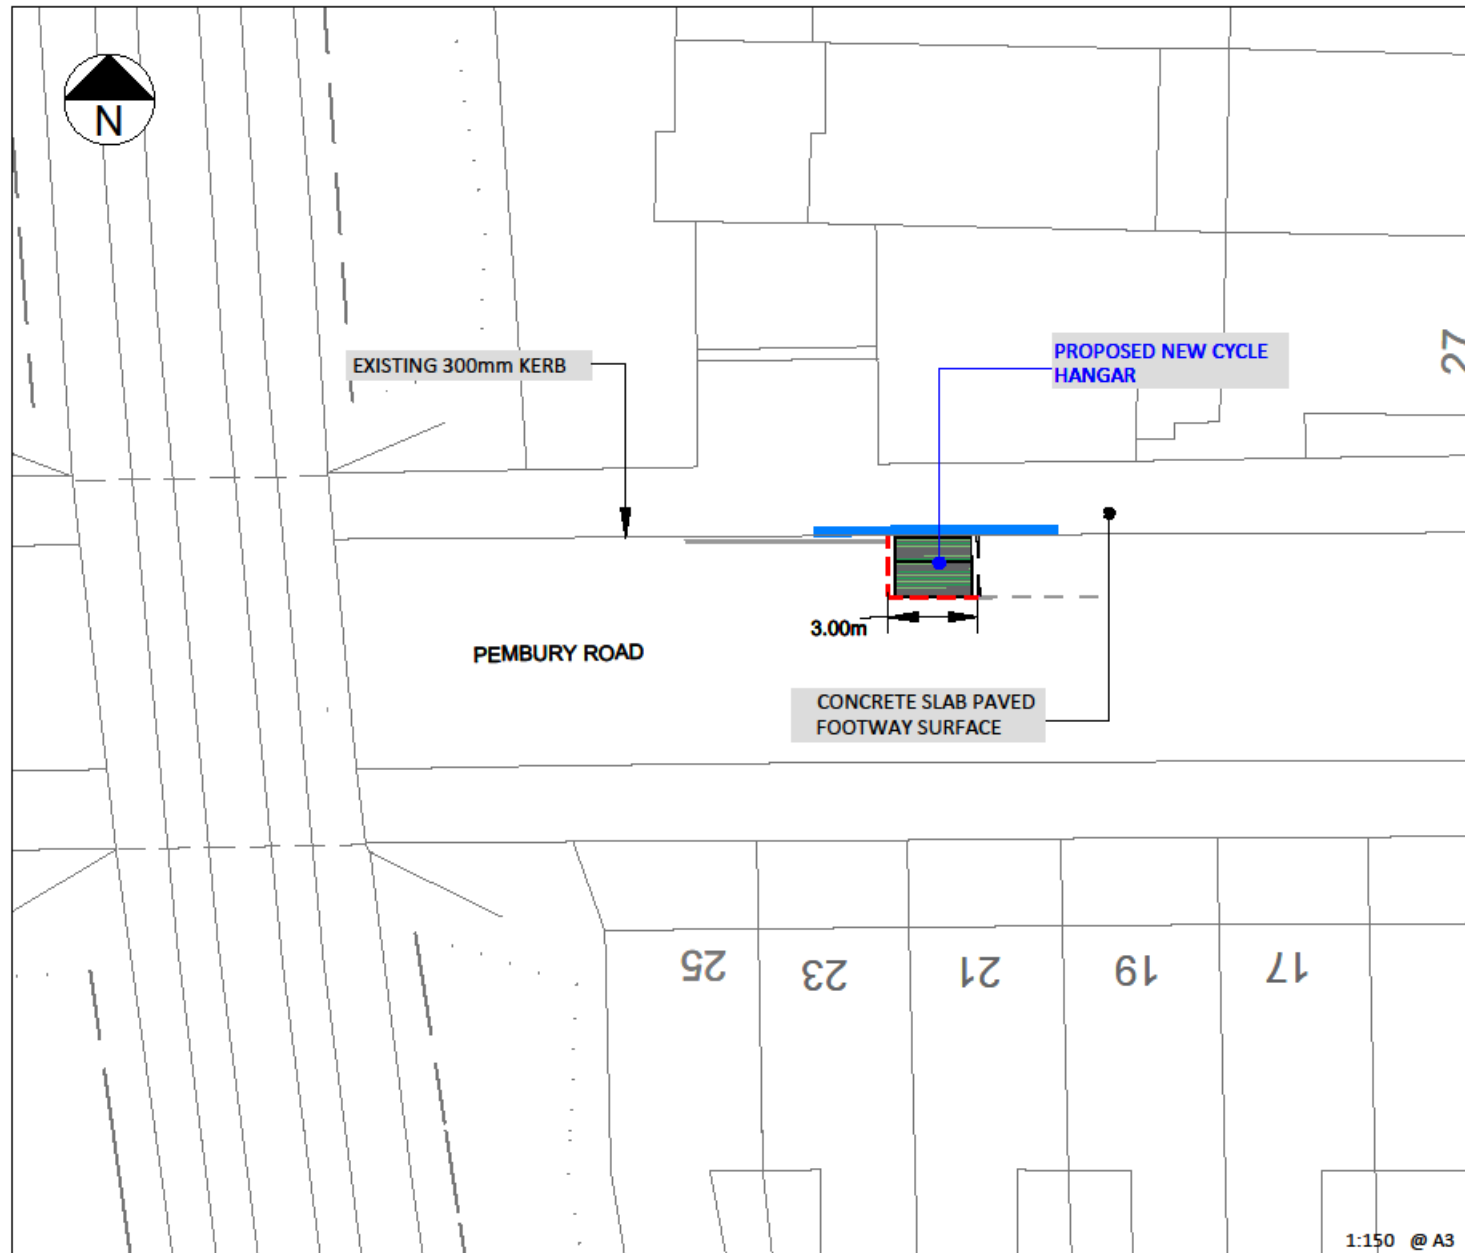 N
27
PROPOSED NEW CYCLE
HANGAR
EXISTING 300mm KERB
3.00m
PEMBURY ROAD
CONCRETE SLAB PAVED
FOOTWAY SURFACE
25
23
21
19
17
1:150 @ A3